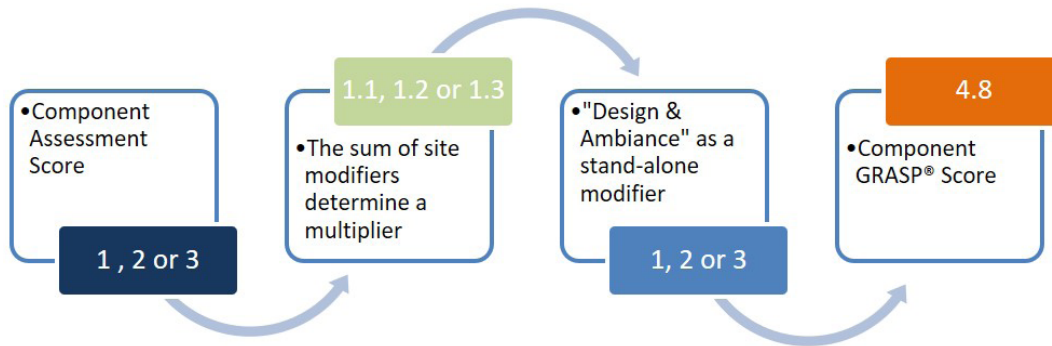 •Component
Assessment
Score
1 , 2 or 3
1.1, 1.2 or 1.3
•The sum of site
modifiers
determine a
multiplier
•"Design &
Ambiance" as a
stand-alone
modifier
1, 2 or 3
4.8
•Component
GRASP® Score